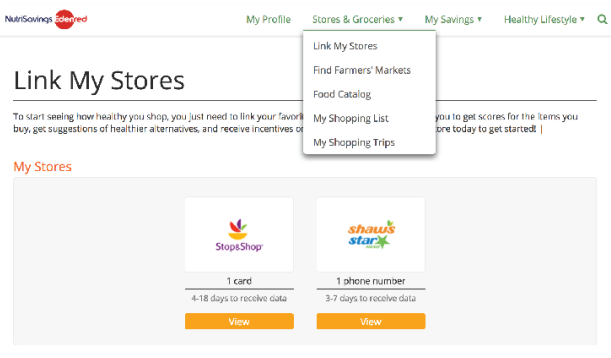 NutriSavings Edenred
My Profile Stores & Groceries ▼ My Savings ▼ Healthy Lifestyle ▼
Link My Stores
Find Farmers' Markets
Food Catalog
My Shopping List
My Shopping Trips
Link My Stores
To start seeing how healthy you shop, you just need to link your favori you to get scores for the items you
buy, get suggestions of healthier alternatives, and receive incentives o ore today to get started! |
My Stores
Stop&Shop
shaw's
star
1 card
1 phone number
4-18 days to receive data
3-7 days to receive data
View
View